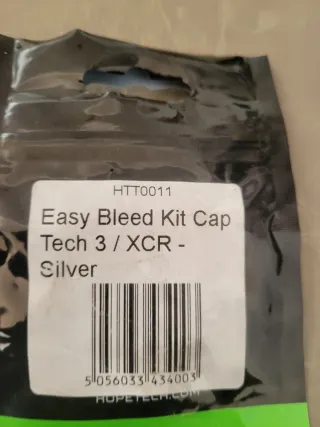 HTT0011
Easy Bleed Kit Cap
Tech 3 / XCR -
Silver
5 056033 434003
HOPETECH.COM